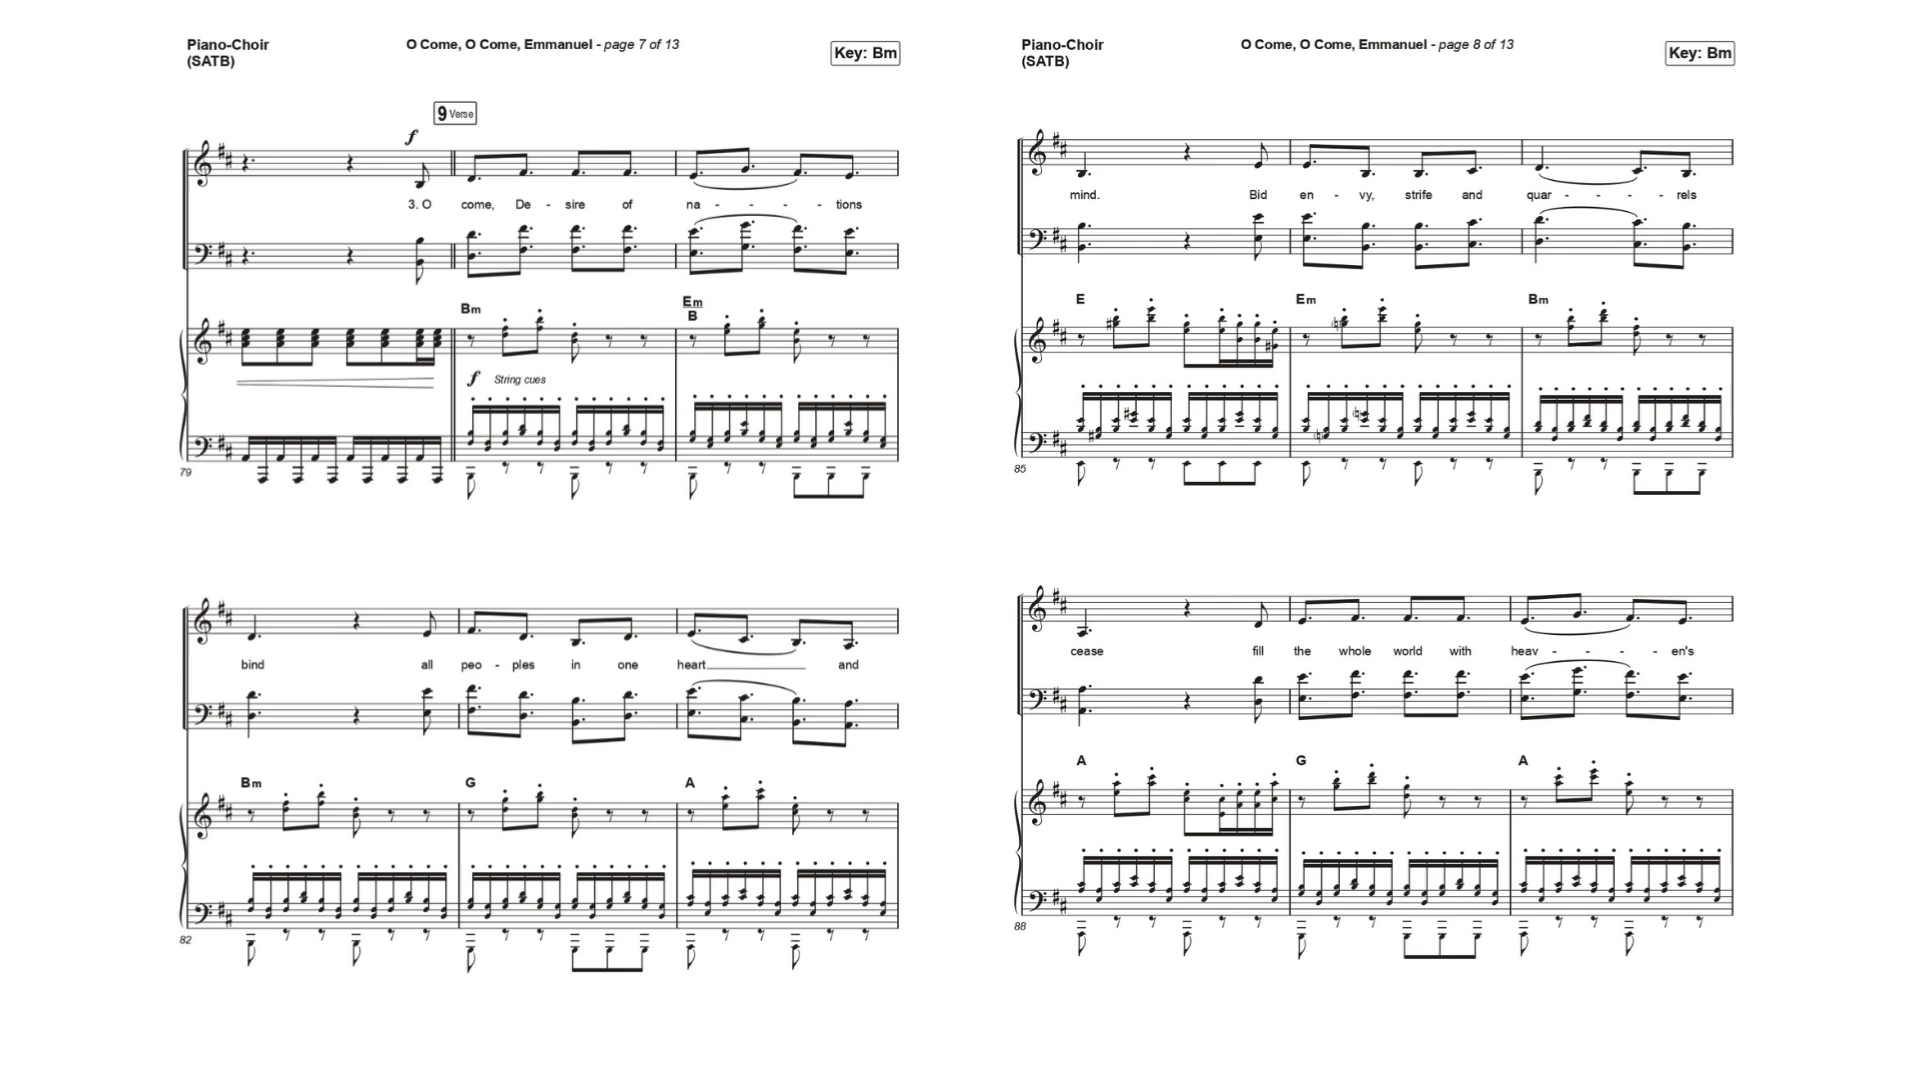 Piano-Choir
(SATB)
O Come, O Come, Emmanuel - page 7 of 13
Key: Bm
9 Verse
f
3. O come, De - sire of na - - - - tions
Bm Em
B
f String cues
79
bind all peo - ples in one heart and
Bm G A
82
Piano-Choir
(SATB)
O Come, O Come, Emmanuel - page 8 of 13
Key: Bm
mind. Bid en - vy, strife and quar - - - - rels
E Em Bm
85
cease fill the whole world with heav - - - - en's
A G A
88